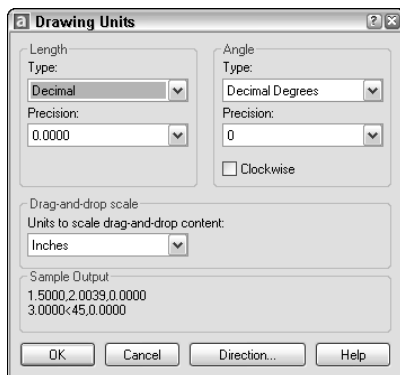 a Drawing Units
Length
Type:
Decimal
Precision:
0.0000
Angle
Type:
Decimal Degrees
Precision:
0
Clockwise
Drag-and-drop scale
Units to scale drag-and-drop content:
Inches
Sample Output
1.5000,2.0039,0.0000
3.0000<45,0.0000
OK Cancel Direction... Help